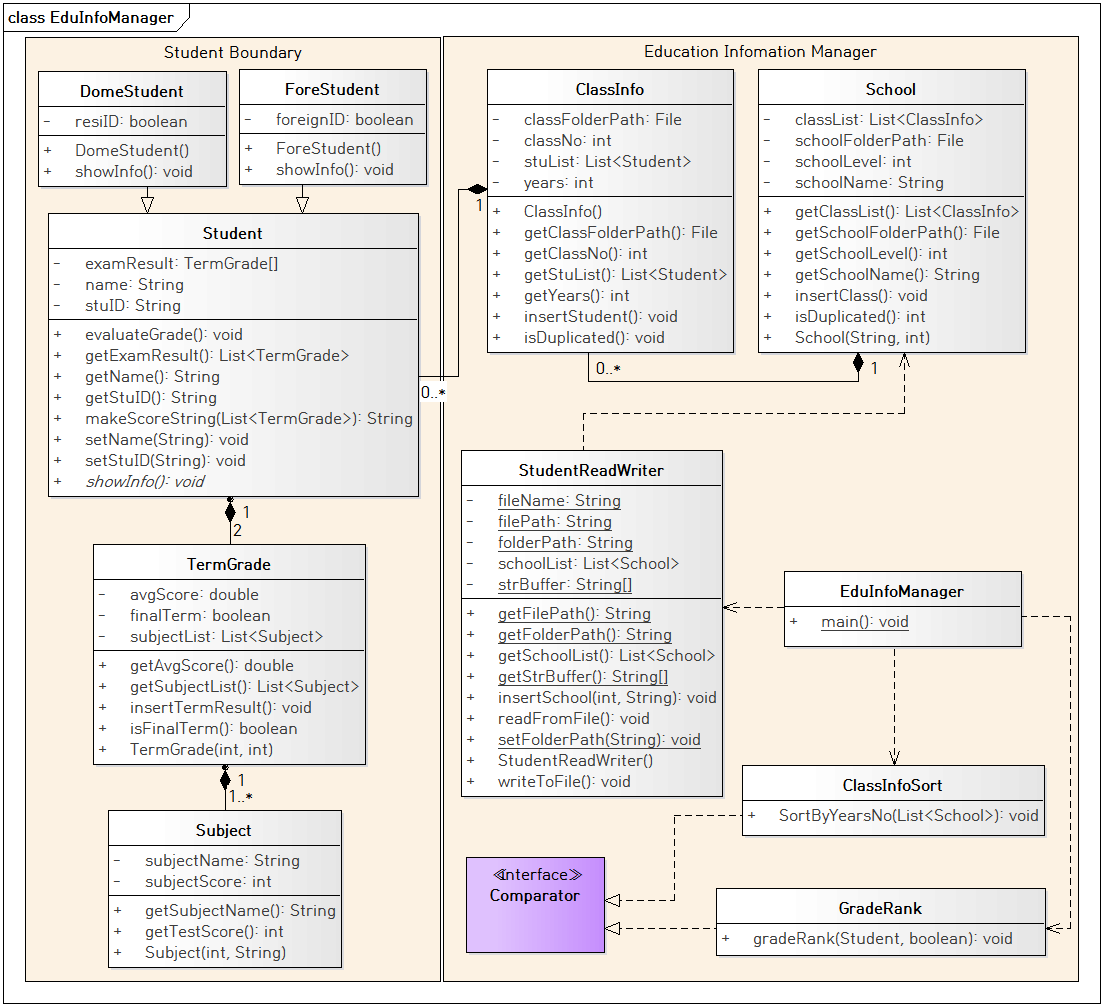 class EduInfoManager
Student Boundary
DomeStudent
- resiID: boolean
+ DomeStudent()
+ showInfo(): void
ForeStudent
- foreignID: boolean
+ ForeStudent()
+ showInfo(): void
Student
- examResult: TermGrade[]
- name: String
- stuID: String
+ evaluateGrade(): void
+ getExamResult(): List<TermGrade>
+ getName(): String
+ getStuID(): String
+ makeScoreString(List<TermGrade>): String
+ setName(String): void
+ setStuID(String): void
+ showInfo(): void
1
2
TermGrade
- avgScore: double
- finalTerm: boolean
- subjectList: List<Subject>
+ getAvgScore(): double
+ getSubjectList(): List<Subject>
+ insertTermResult(): void
+ isFinalTerm(): boolean
+ TermGrade(int, int)
1
1..*
Subject
- subjectName: String
- subjectScore: int
+ getSubjectName(): String
+ getTestScore(): int
+ Subject(int, String)
Education Infomation Manager
ClassInfo
- classFolderPath: File
- classNo: int
- stuList: List<Student>
- years: int
+ ClassInfo()
+ getClassFolderPath(): File
+ getClassNo(): int
+ getStuList(): List<Student>
+ getYears(): int
+ insertStudent(): void
+ isDuplicated(): void
1
0..*
School
- classList: List<ClassInfo>
- schoolFolderPath: File
- schoolLevel: int
- schoolName: String
+ getClassList(): List<ClassInfo>
+ getSchoolFolderPath(): File
+ getSchoolLevel(): int
+ getSchoolName(): String
+ insertClass(): void
+ isDuplicated(): int
+ School(String, int)
0..*
1
StudentReadWriter
- fileName: String
- filePath: String
- folderPath: String
- schoolList: List<School>
- strBuffer: String[]
+ getFilePath(): String
+ getFolderPath(): String
+ getSchoolList(): List<School>
+ getStrBuffer(): String[]
+ insertSchool(int, String): void
+ readFromFile(): void
+ setFolderPath(String): void
+ StudentReadWriter()
+ writeToFile(): void
EduInfoManager
+ main(): void
ClassInfoSort
+ SortByYearsNo(List<School>): void
«interface»
Comparator
GradeRank
+ gradeRank(Student, boolean): void